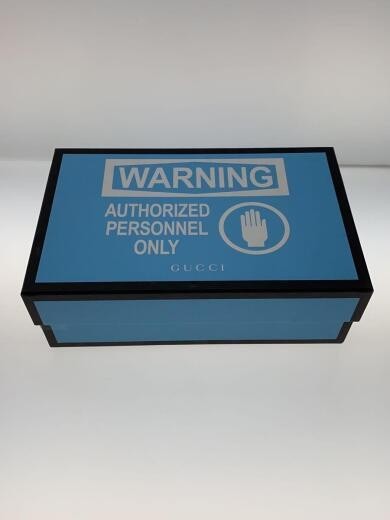 WARNING
AUTHORIZED
PERSONNEL
ONLY
GUCCI